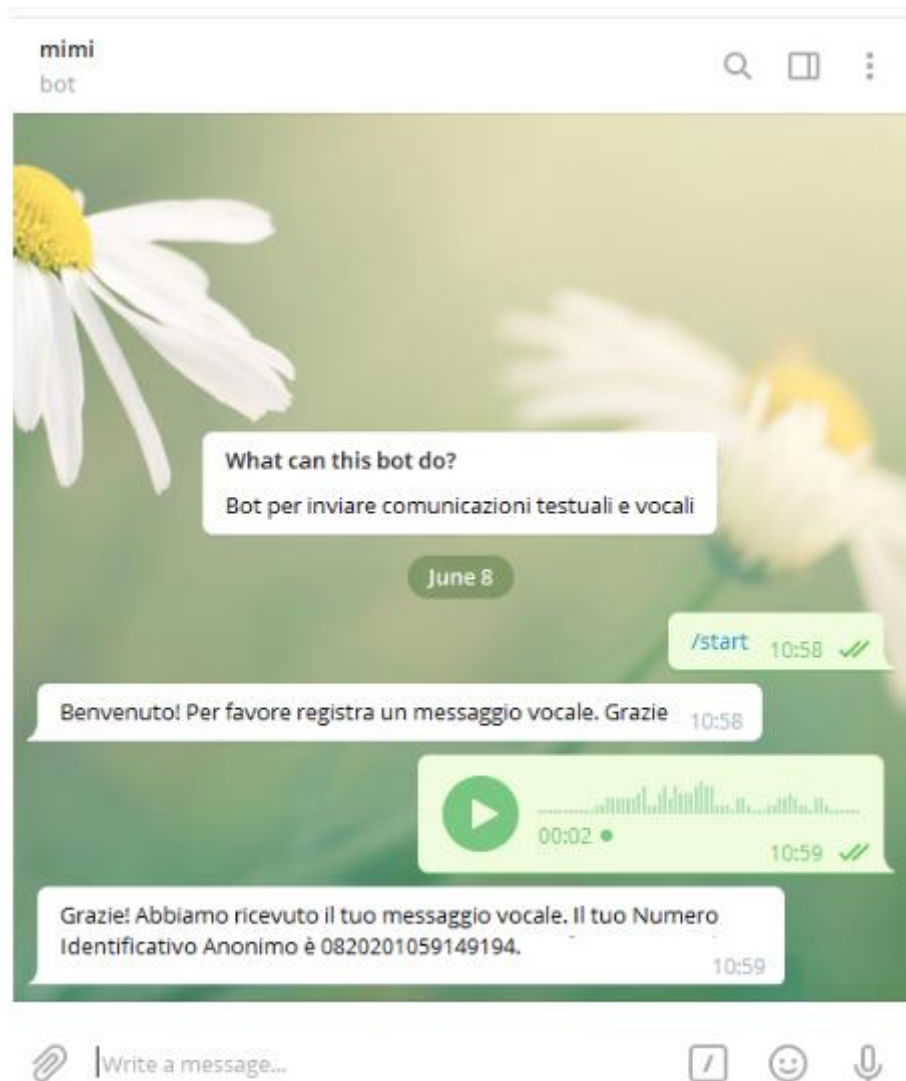 mimi
bot
What can this bot do?
Bot per inviare comunicazioni testuali e vocali
June 8
/start 10:58
Benvenuto! Per favore registra un messaggio vocale. Grazie 10:58
00:02
10:59
Grazie! Abbiamo ricevuto il tuo messaggio vocale. Il tuo Numero
Identificativo Anonimo è 0820201059149194.
10:59
Write a message...